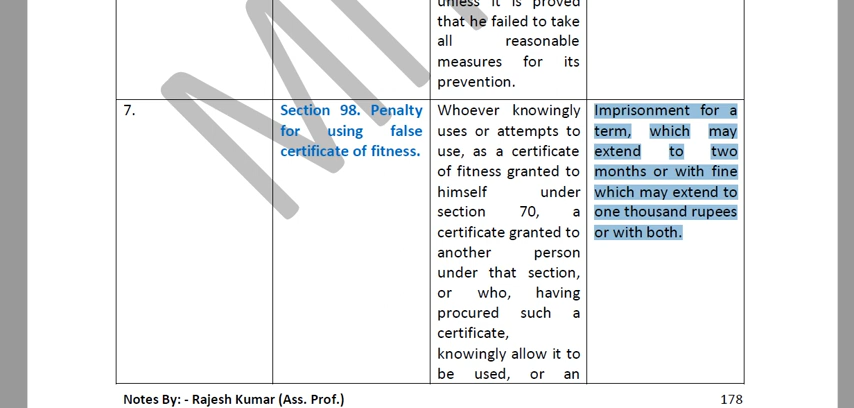 unless it is proved
that he failed to take
all reasonable
measures for its
prevention.
7.
Section 98. Penalty
for using false
certificate of fitness.
Whoever knowingly
uses or attempts to
use, as a certificate
of fitness granted to
himself under
section 70, a
certificate granted to
another person
under that section,
or who, having
procured such a
certificate,
knowingly allow it to
be used, or an
Imprisonment for a
term, which may
extend to two
months or with fine
which may extend to
one thousand rupees
or with both.
Notes By: - Rajesh Kumar (Ass. Prof.)
178